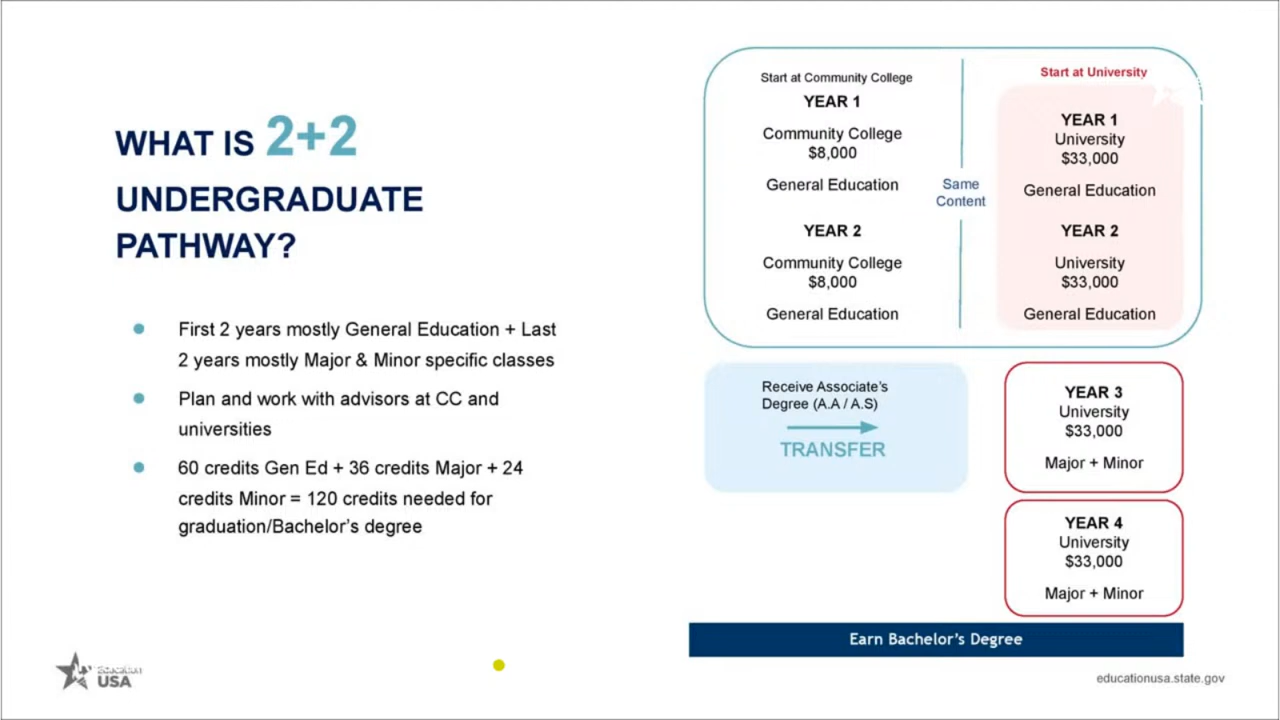 WHAT IS 2+2
UNDERGRADUATE
PATHWAY?
First 2 years mostly General Education + Last
2 years mostly Major & Minor specific classes
Plan and work with advisors at CC and
universities
60 credits Gen Ed + 36 credits Major + 24
credits Minor = 120 credits needed for
graduation/Bachelor's degree
Start at Community College
YEAR 1
Community College
$8,000
General Education
YEAR 2
Community College
$8,000
General Education
Same
Content
Start at University
YEAR 1
University
$33,000
General Education
YEAR 2
University
$33,000
General Education
Receive Associate's
Degree (A.A / A.S)
TRANSFER
YEAR 3
University
$33,000
Major + Minor
YEAR 4
University
$33,000
Major + Minor
Earn Bachelor's Degree
Education
USA
educationusa.state.gov